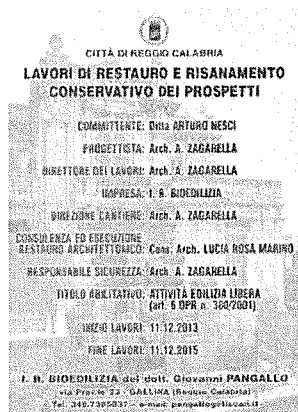 CITTÀ DI REGGIO CALABRIA
LAVORI DI RESTAURO E RISANAMENTO
CONSERVATIVO DEI PROSPETTI
COMMITTENTE: Ditta ARTURO NESCI
PROGETTISTA: Arch. A. ZAGARELLA
DIRETTORE DEI LAVORI: Arch. A. ZAGARELLA
IMPRESA: I. R. BIOEDILIZIA
DIREZIONE CANTIERE: Arch. A. ZAGARELLA
CONSULENZA ED ESECUZIONE
RESTAURO ARCHITETTONICO: Cons. Arch. LUCIA ROSA MARINO
RESPONSABILE SICUREZZA: Arch. A. ZAGARELLA
TITOLO ABILITATIVO: ATTIVITÀ EDILIZIA LIBERA
(art. 6 DPR n. 380/2001)
INIZIO LAVORI: 11.12.2013
FINE LAVORI: 11.12.2015
I. R. BIOEDILIZIA del dott. Giovanni PANGALLO
GALLINA (Reggio Calabria)
Tel. e-mail: